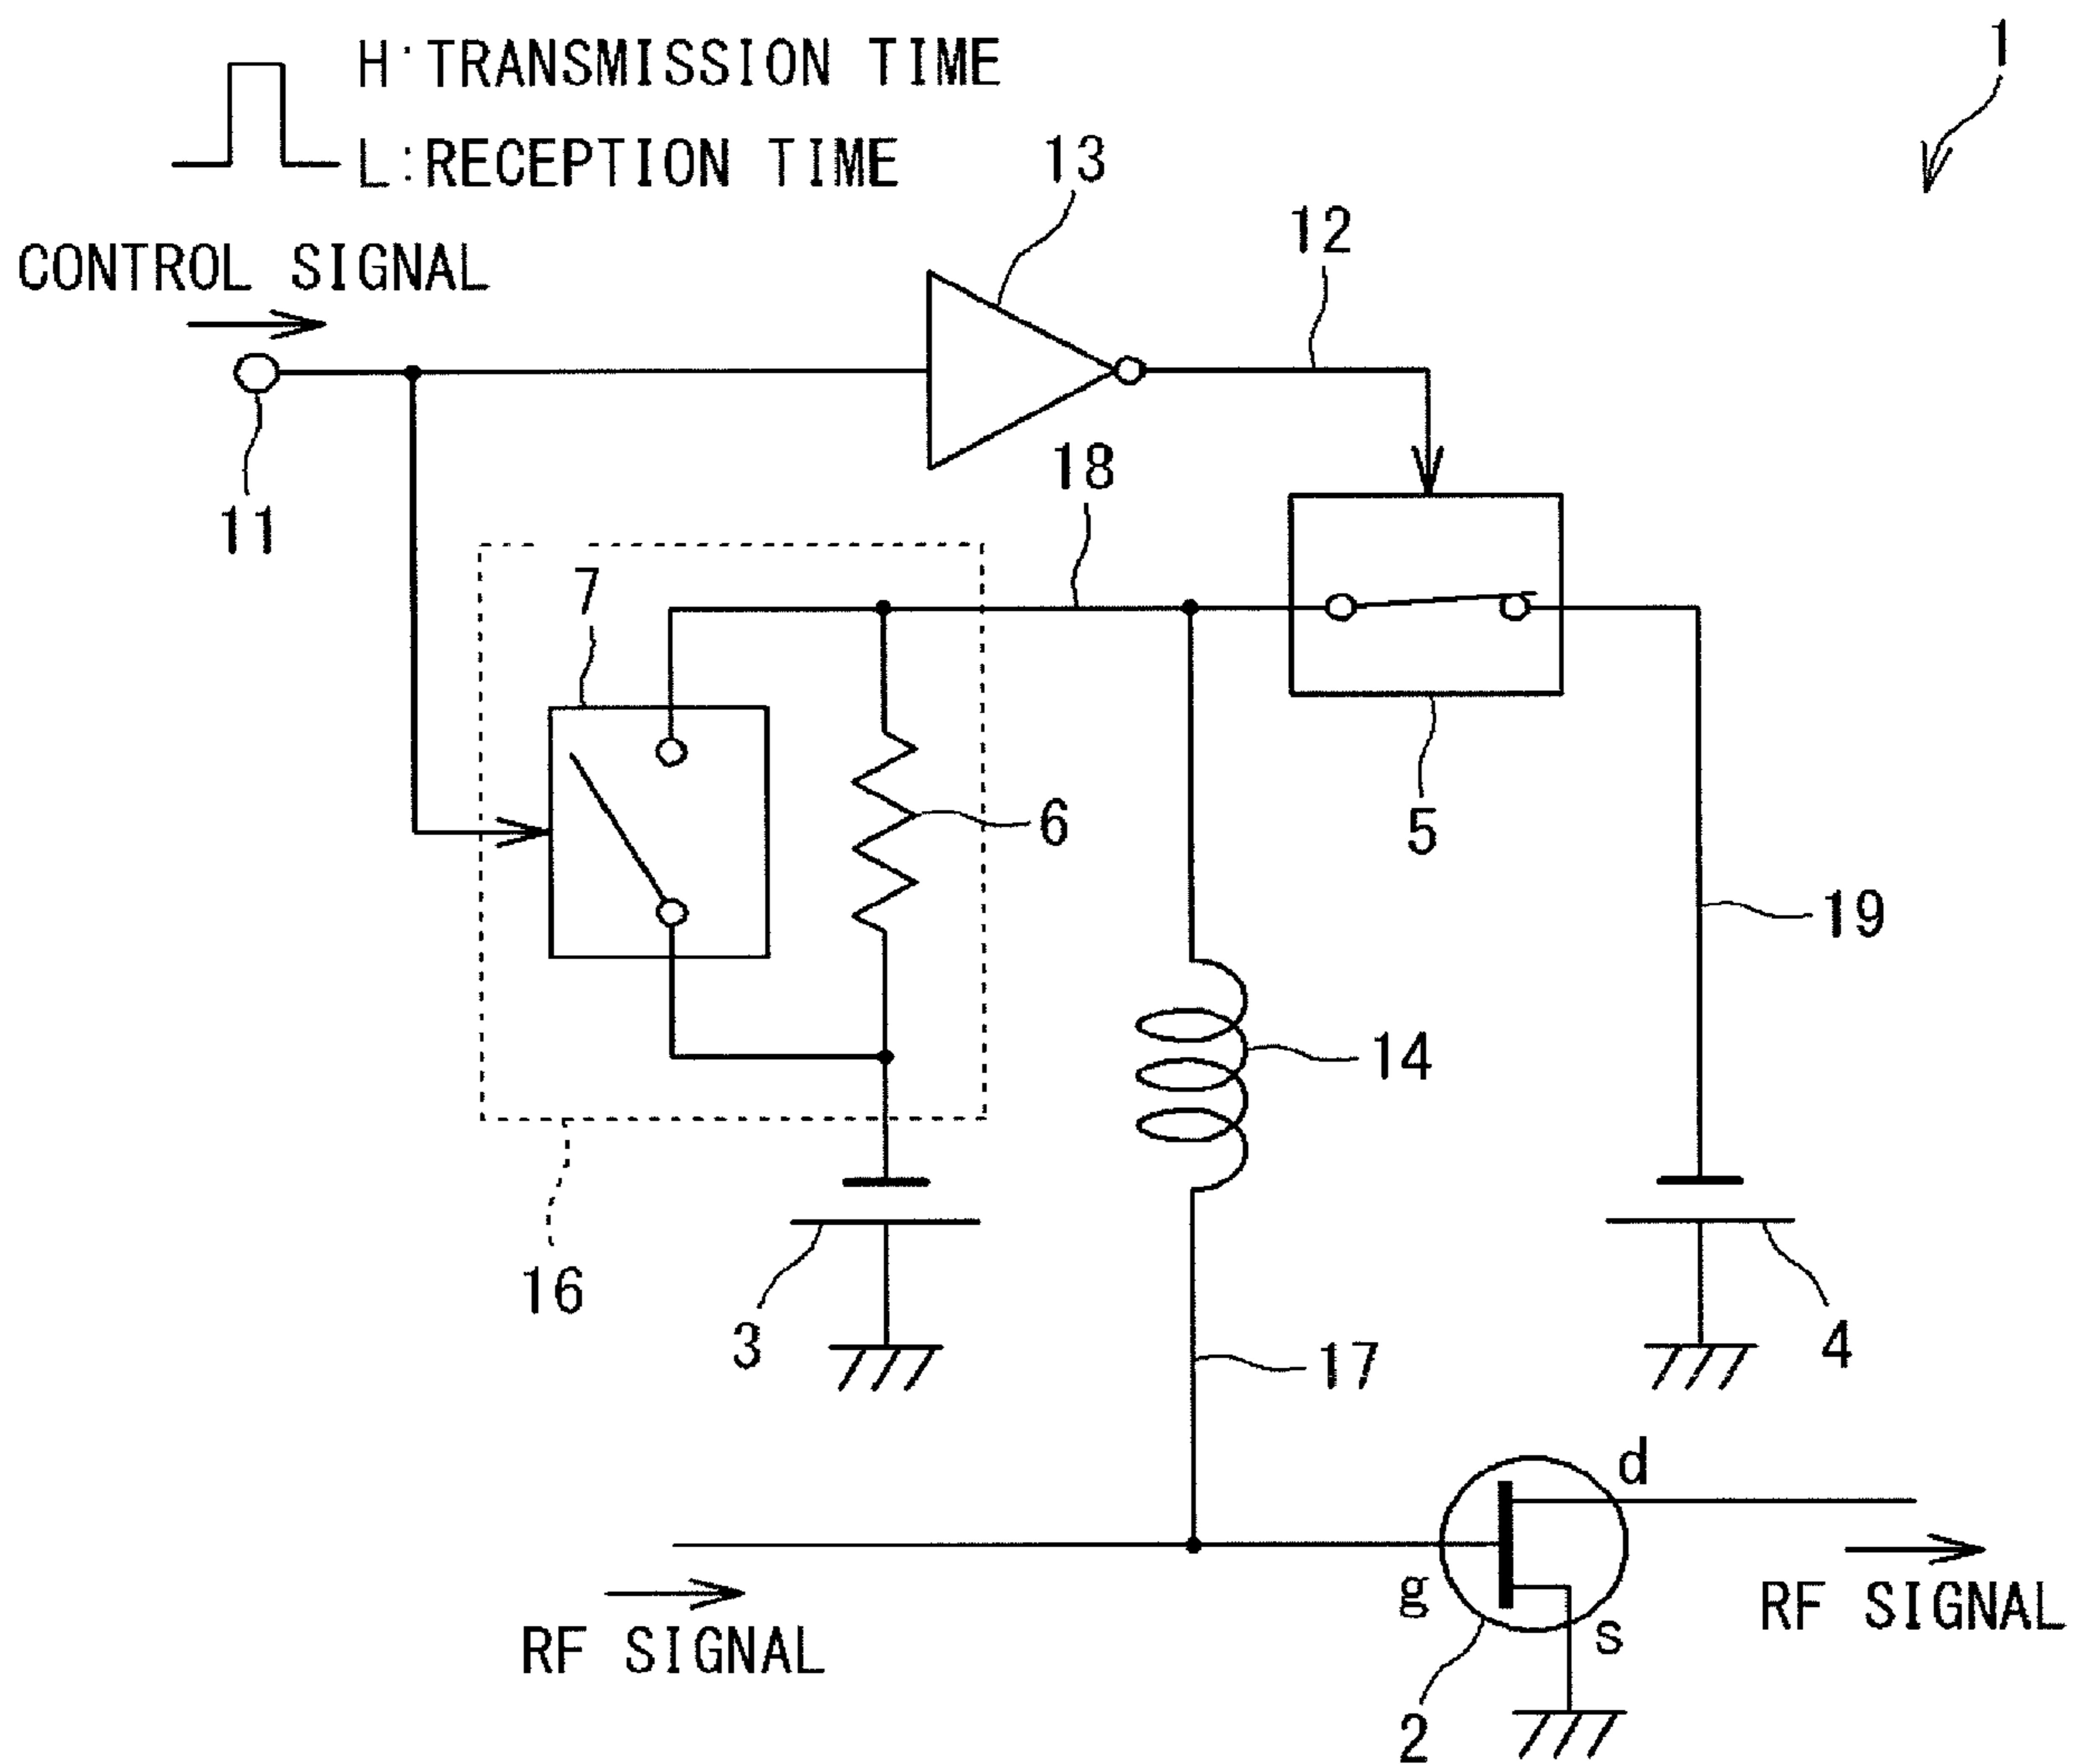 H:TRANSMISSION TIME
L:RECEPTION TIME
1
13
12
CONTROL SIGNAL
18
11
7
6
5
19
14
16
3
17
4
d
g
s
RF SIGNAL
RF SIGNAL
2